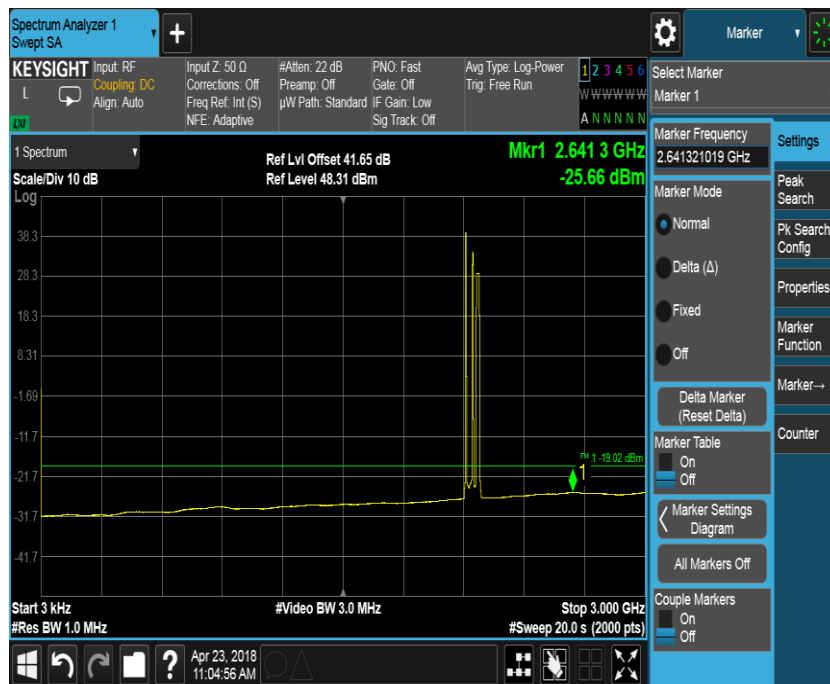 Spectrum Analyzer 1
Swept SA
+
Marker
KEYSIGHT
L
LXI
Input: RF
Coupling: DC
Align: Auto
Input Z: 50 Ω
Corrections: Off
Freq Ref: Int (S)
NFE: Adaptive
#Atten: 22 dB
Preamp: Off
µW Path: Standard
PNO: Fast
Gate: Off
IF Gain: Low
Sig Track: Off
Avg Type: Log-Power
Trig: Free Run
1 2 3 4 5 6
W W W W W W
A N N N N N
Select Marker
Marker 1
1 Spectrum
Scale/Div 10 dB
Log
Ref Lvl Offset 41.65 dB
Ref Level 48.31 dBm
Mkr1 2.641 3 GHz
-25.66 dBm
38.3
28.3
18.3
8.31
-1.69
-11.7
-21.7
-31.7
-41.7
-19.02 dBm
1
Start 3 kHz
#Res BW 1.0 MHz
#Video BW 3.0 MHz
Stop 3.000 GHz
#Sweep 20.0 s (2000 pts)
Marker Frequency
2.641321019 GHz
Marker Mode
Normal
Delta (Δ)
Fixed
Off
Delta Marker
(Reset Delta)
Marker Table
On
Off
Marker Settings
Diagram
All Markers Off
Couple Markers
On
Off
Settings
Peak
Search
Pk Search
Config
Properties
Marker
Function
Marker→
Counter
?
Apr 23, 2018
11:04:56 AM